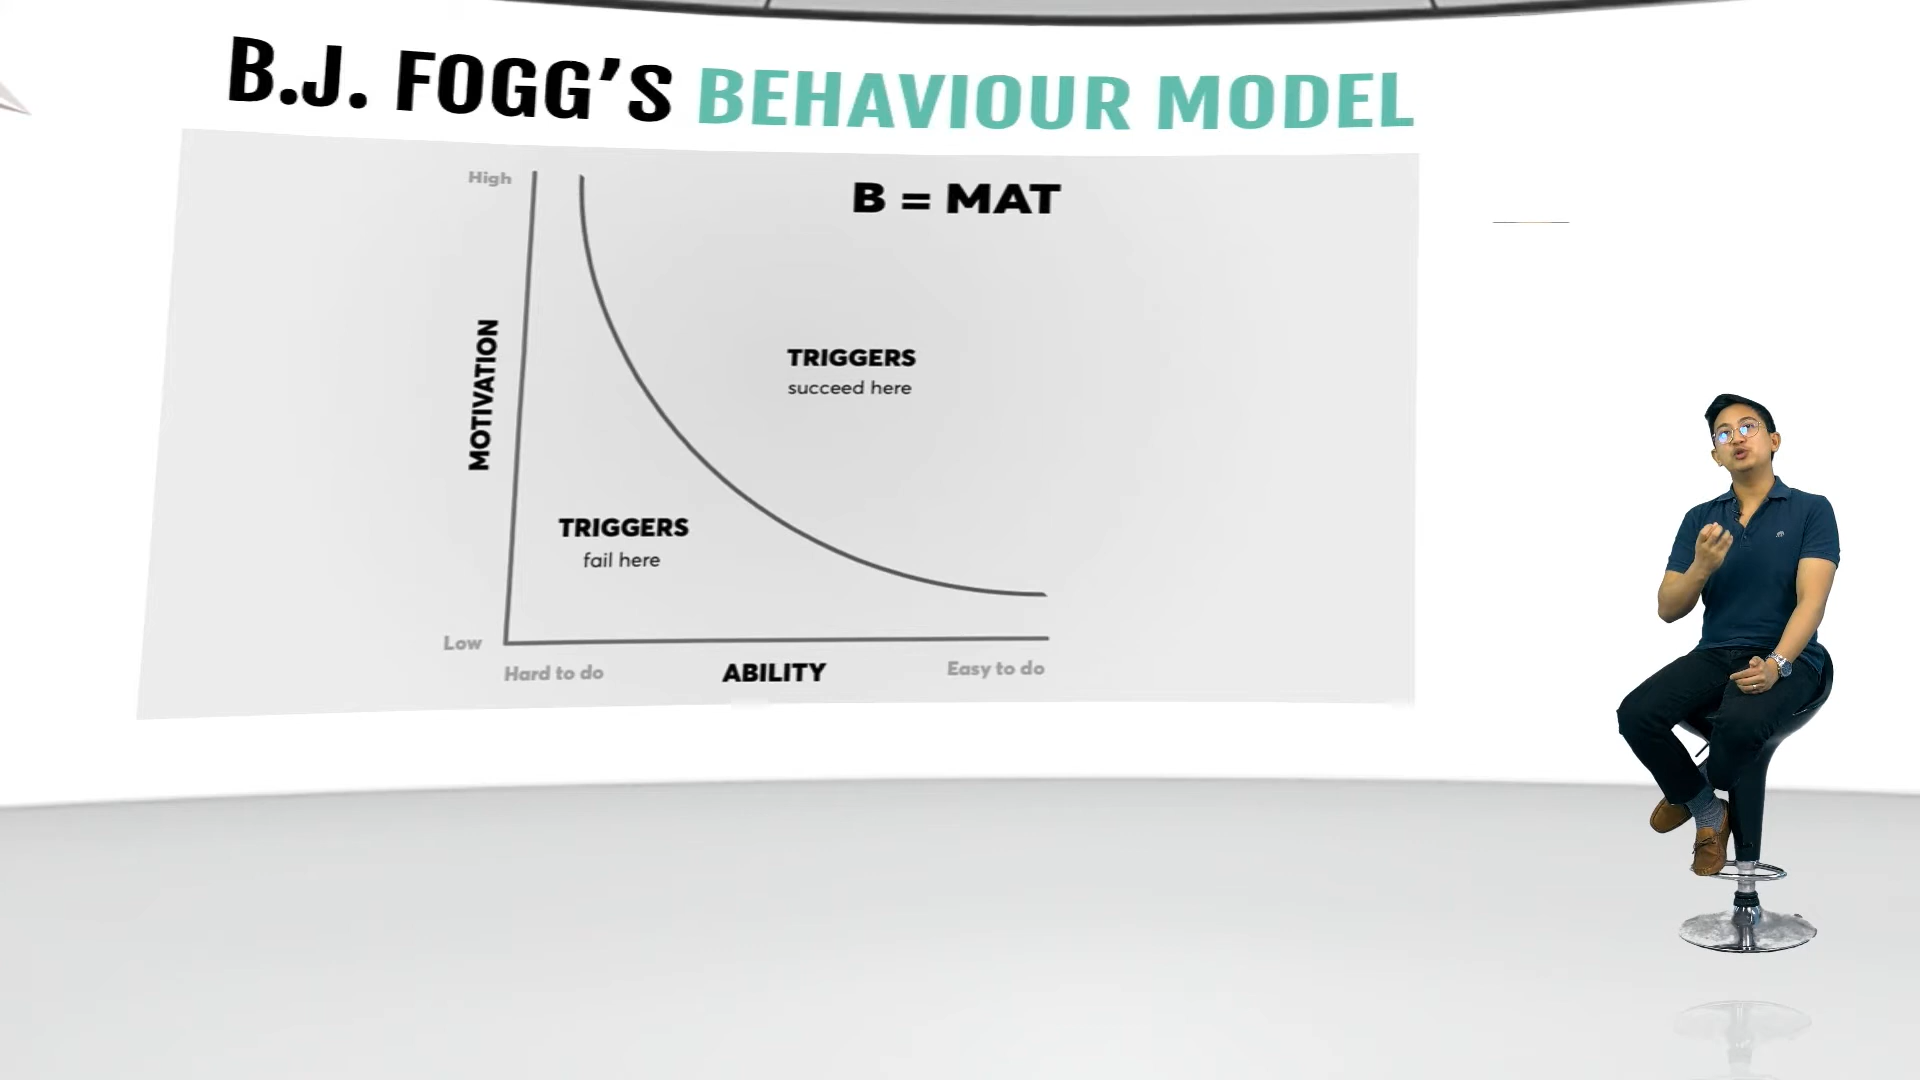 B.J. FOGG'S BEHAVIOUR MODEL
High
B = MAT
MOTIVATION
TRIGGERS
succeed here
TRIGGERS
fail here
Low
Hard to do
ABILITY
Easy to do